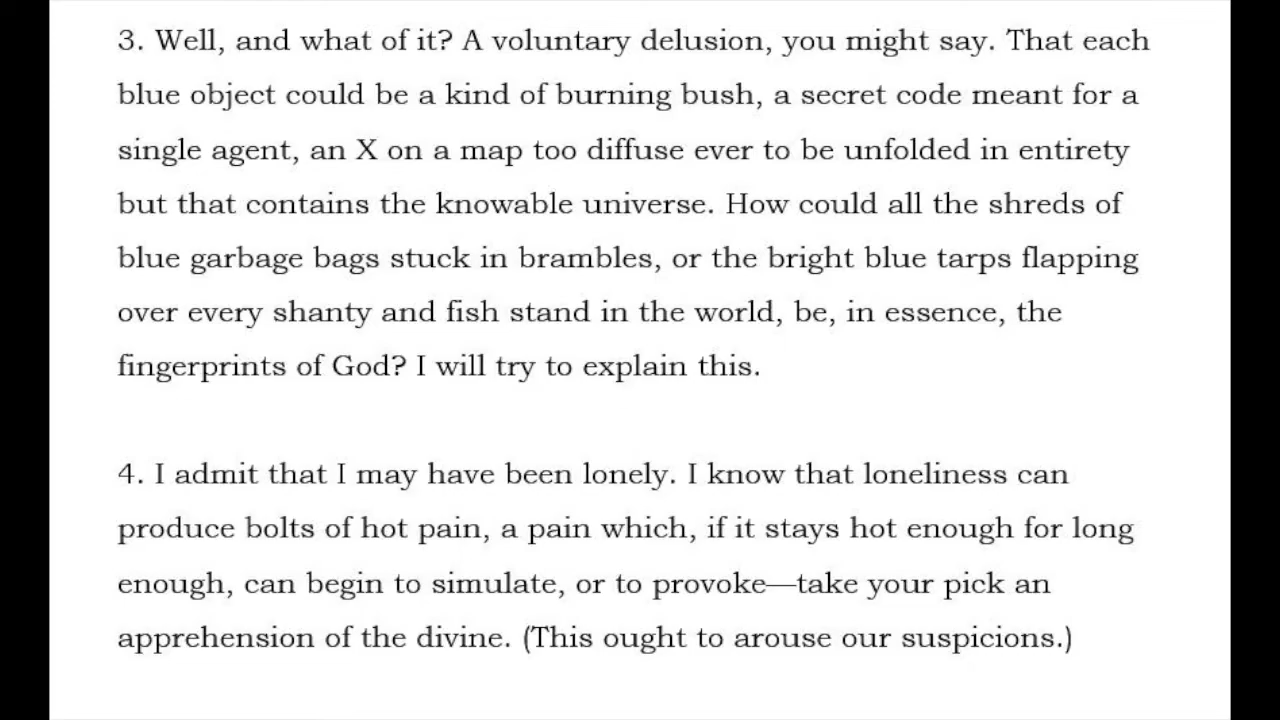 3. Well, and what of it? A voluntary delusion, you might say. That each
blue object could be a kind of burning bush, a secret code meant for a
single agent, an X on a map too diffuse ever to be unfolded in entirety
but that contains the knowable universe. How could all the shreds of
blue garbage bags stuck in brambles, or the bright blue tarps flapping
over every shanty and fish stand in the world, be, in essence, the
fingerprints of God? I will try to explain this.
4. I admit that I may have been lonely. I know that loneliness can
produce bolts of hot pain, a pain which, if it stays hot enough for long
enough, can begin to simulate, or to provoke—take your pick an
apprehension of the divine. (This ought to arouse our suspicions.)